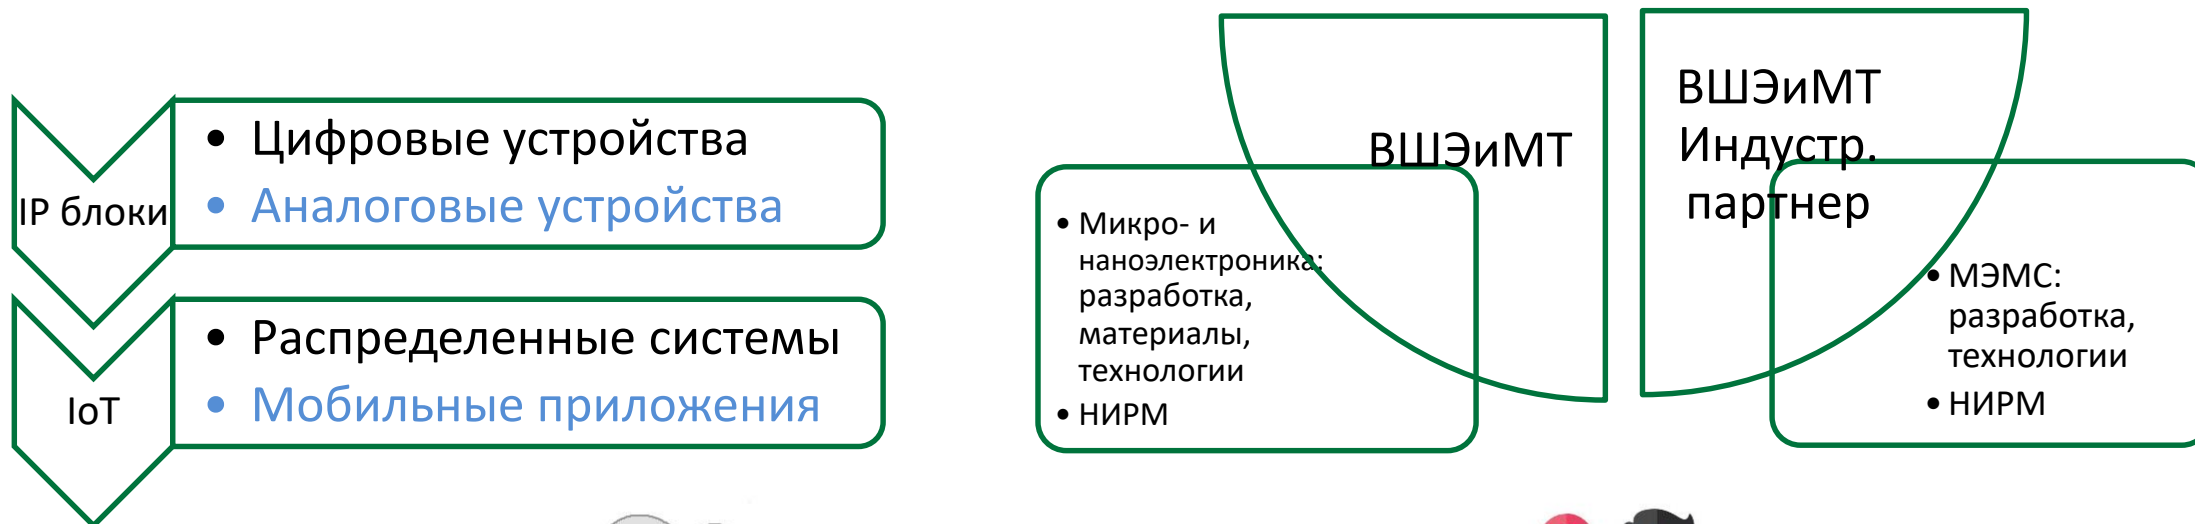 IP блоки
• Цифровые устройства
• Аналоговые устройства
IoT
• Распределенные системы
• Мобильные приложения
ВШЭиМТ
• Микро- и
наноэлектроника:
разработка,
материалы,
технологии
• НИРМ
ВШЭиМТ
Индустр.
партнер
• МЭМС:
разработка,
технологии
• НИРМ